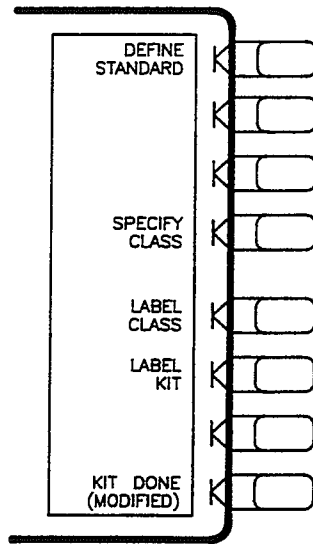 DEFINE
STANDARD
SPECIFY
CLASS
LABEL
CLASS
LABEL
KIT
KIT DONE
(MODIFIED)